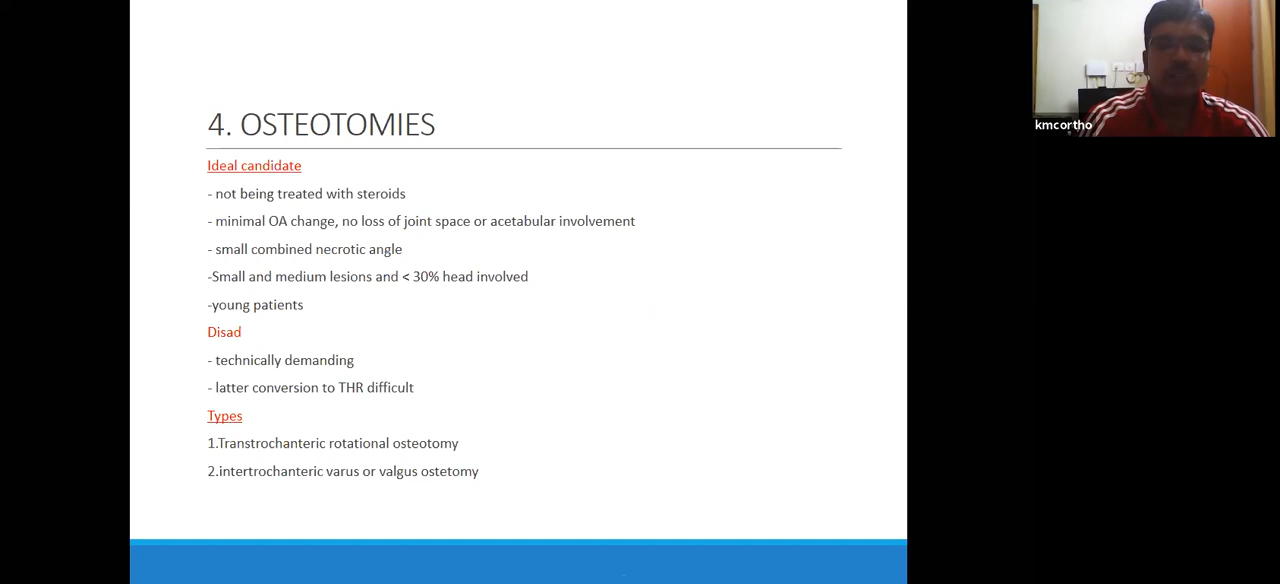 4. OSTEOTOMIES
Ideal candidate
- not being treated with steroids
- minimal OA change, no loss of joint space or acetabular involvement
- small combined necrotic angle
-Small and medium lesions and < 30% head involved
-young patients
Disad
- technically demanding
- latter conversion to THR difficult
Types
1.Transtrochanteric rotational osteotomy
2.intertrochanteric varus or valgus ostetomy
kmcortho